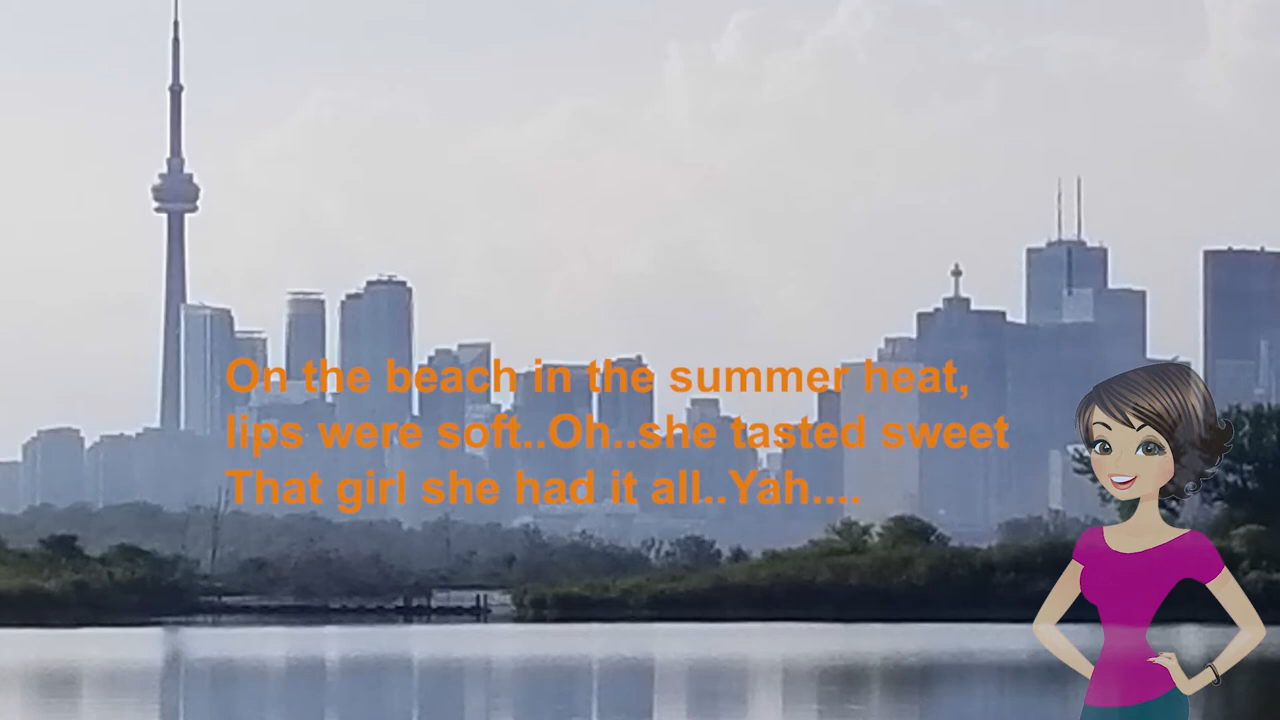 On the beach in the summer heat,
lips were soft..Oh..she tasted sweet
That girl she had it all..Yah....